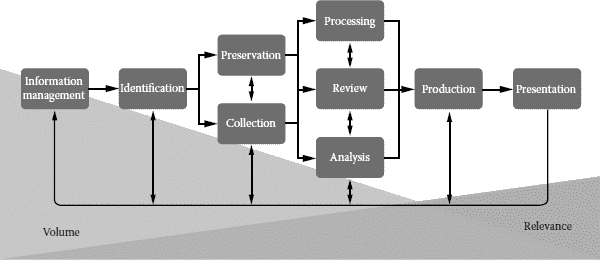 Information
management
Identification
Preservation
Collection
Processing
Review
Analysis
Production
Presentation
Volume
Relevance